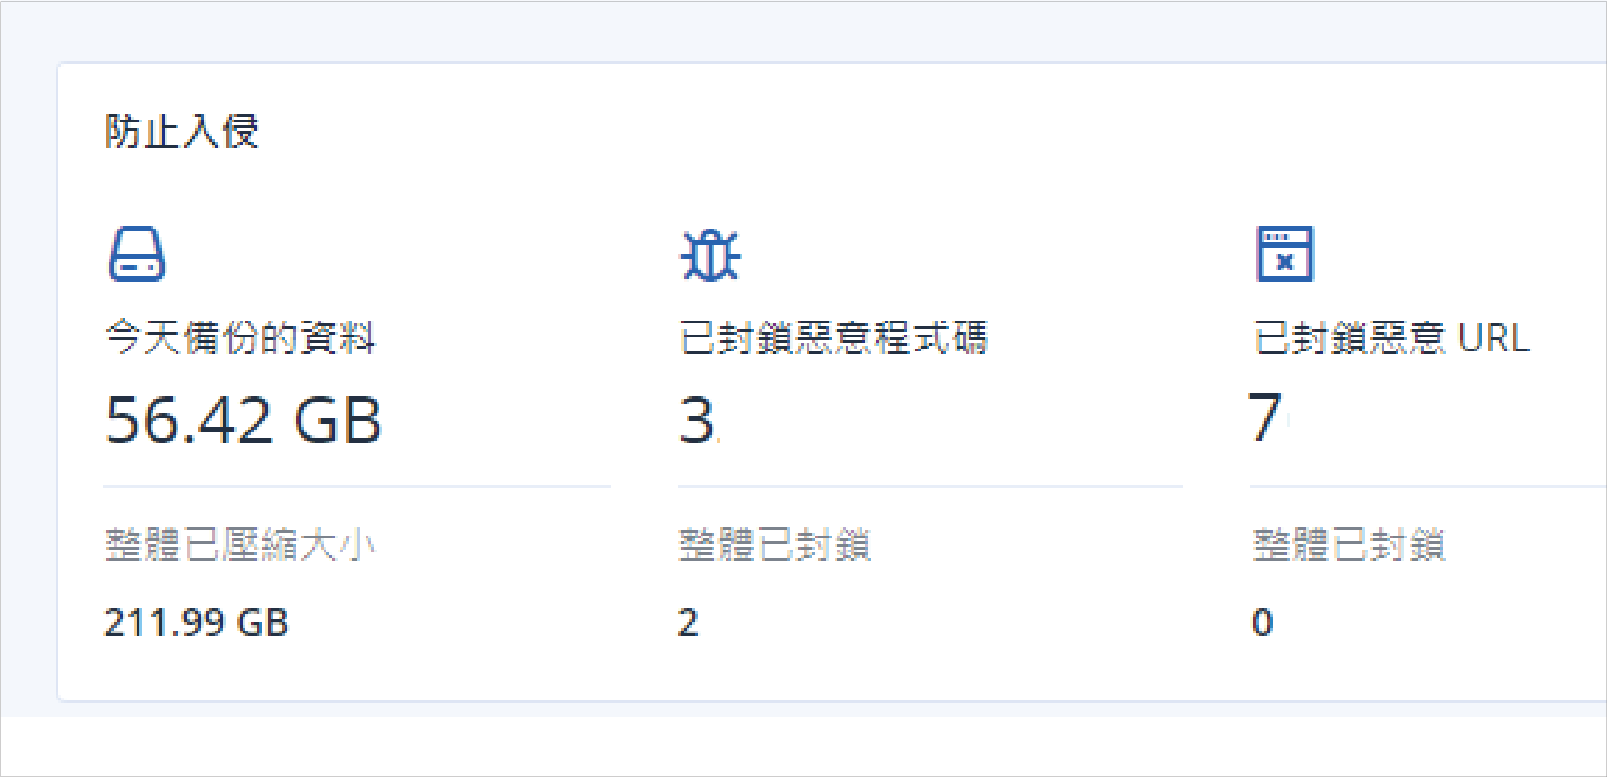 防止入侵
今天備份的資料
已封鎖惡意程式碼
已封鎖惡意 URL
56.42 GB
3
7
整體已壓縮大小
整體已封鎖
整體已封鎖
211.99 GB
2
0